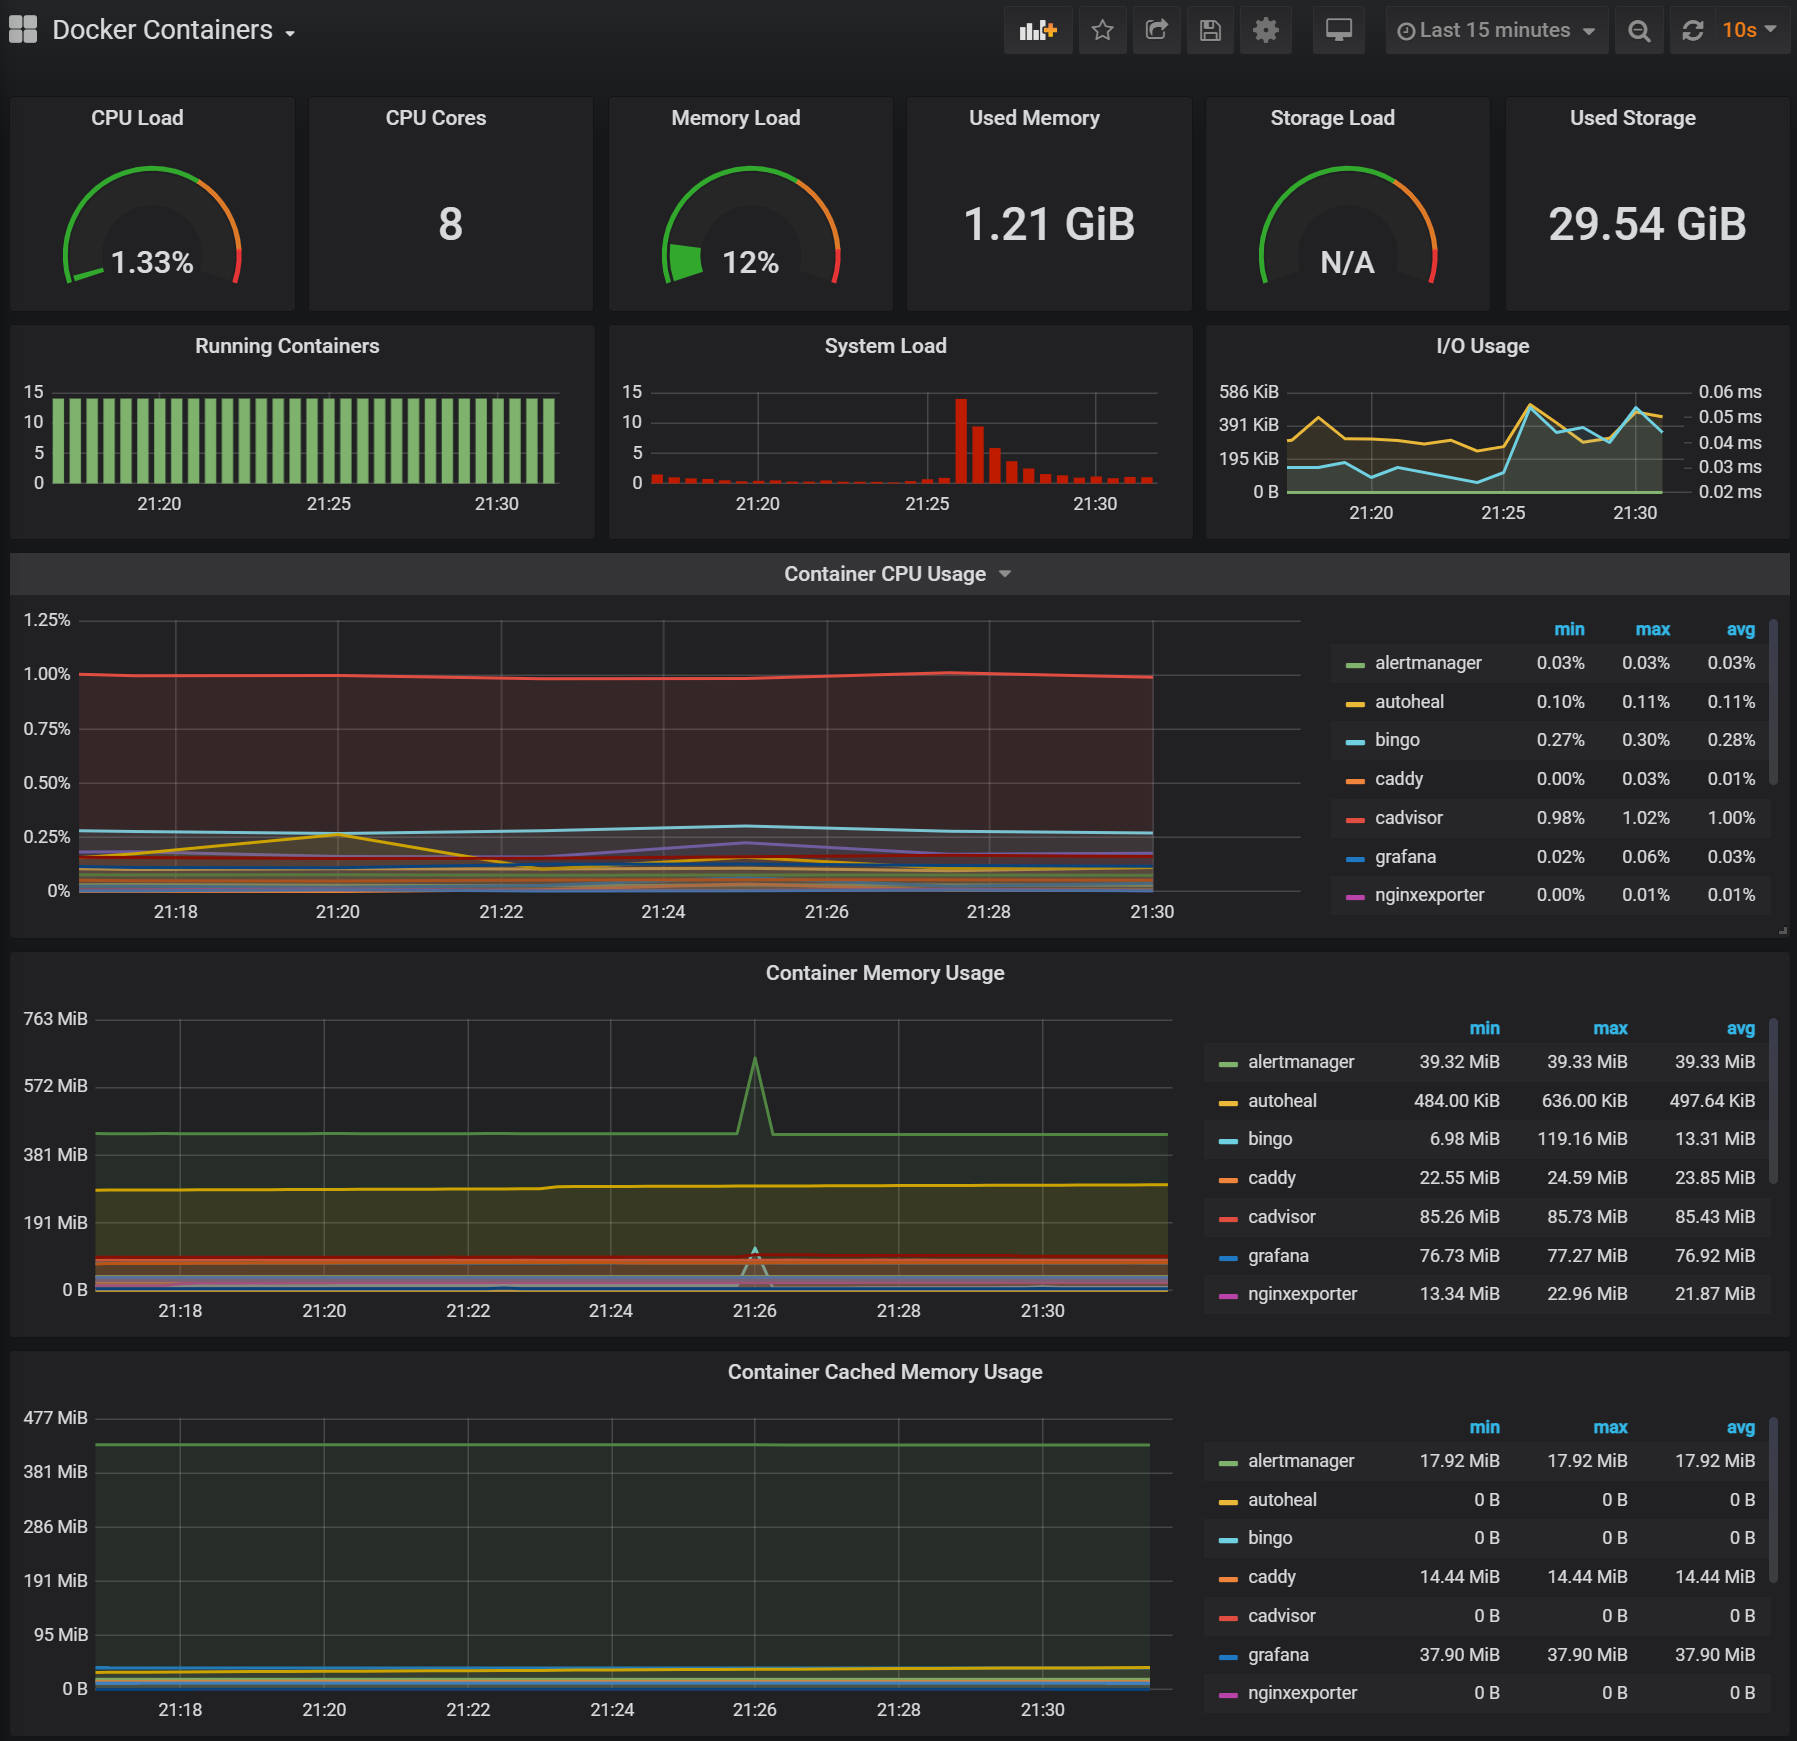 Docker Containers
Last 15 minutes
10s
CPU Load
CPU Cores
Memory Load
Used Memory
Storage Load
Used Storage
1.33%
8
12%
1.21 GiB
N/A
29.54 GiB
Running Containers
15
10
5
0
21:20 21:25 21:30
System Load
15
10
5
0
21:20 21:25 21:30
I/O Usage
586 KiB 0.06 ms
391 KiB 0.05 ms
0.04 ms
195 KiB 0.03 ms
0 B 0.02 ms
21:20 21:25 21:30
Container CPU Usage
1.25%
1.00%
0.75%
0.50%
0.25%
0%
21:18 21:20 21:22 21:24 21:26 21:28 21:30
min max avg
alertmanager 0.03% 0.03% 0.03%
autoheal 0.10% 0.11% 0.11%
bingo 0.27% 0.30% 0.28%
caddy 0.00% 0.03% 0.01%
cadvisor 0.98% 1.02% 1.00%
grafana 0.02% 0.06% 0.03%
nginxexporter 0.00% 0.01% 0.01%
Container Memory Usage
763 MiB
572 MiB
381 MiB
191 MiB
0 B
21:18 21:20 21:22 21:24 21:26 21:28 21:30
min max avg
alertmanager 39.32 MiB 39.33 MiB 39.33 MiB
autoheal 484.00 KiB 636.00 KiB 497.64 KiB
bingo 6.98 MiB 119.16 MiB 13.31 MiB
caddy 22.55 MiB 24.59 MiB 23.85 MiB
cadvisor 85.26 MiB 85.73 MiB 85.43 MiB
grafana 76.73 MiB 77.27 MiB 76.92 MiB
nginxexporter 13.34 MiB 22.96 MiB 21.87 MiB
Container Cached Memory Usage
477 MiB
381 MiB
286 MiB
191 MiB
95 MiB
0 B
21:18 21:20 21:22 21:24 21:26 21:28 21:30
min max avg
alertmanager 17.92 MiB 17.92 MiB 17.92 MiB
autoheal 0 B 0 B 0 B
bingo 0 B 0 B 0 B
caddy 14.44 MiB 14.44 MiB 14.44 MiB
cadvisor 0 B 0 B 0 B
grafana 37.90 MiB 37.90 MiB 37.90 MiB
nginxexporter 0 B 0 B 0 B